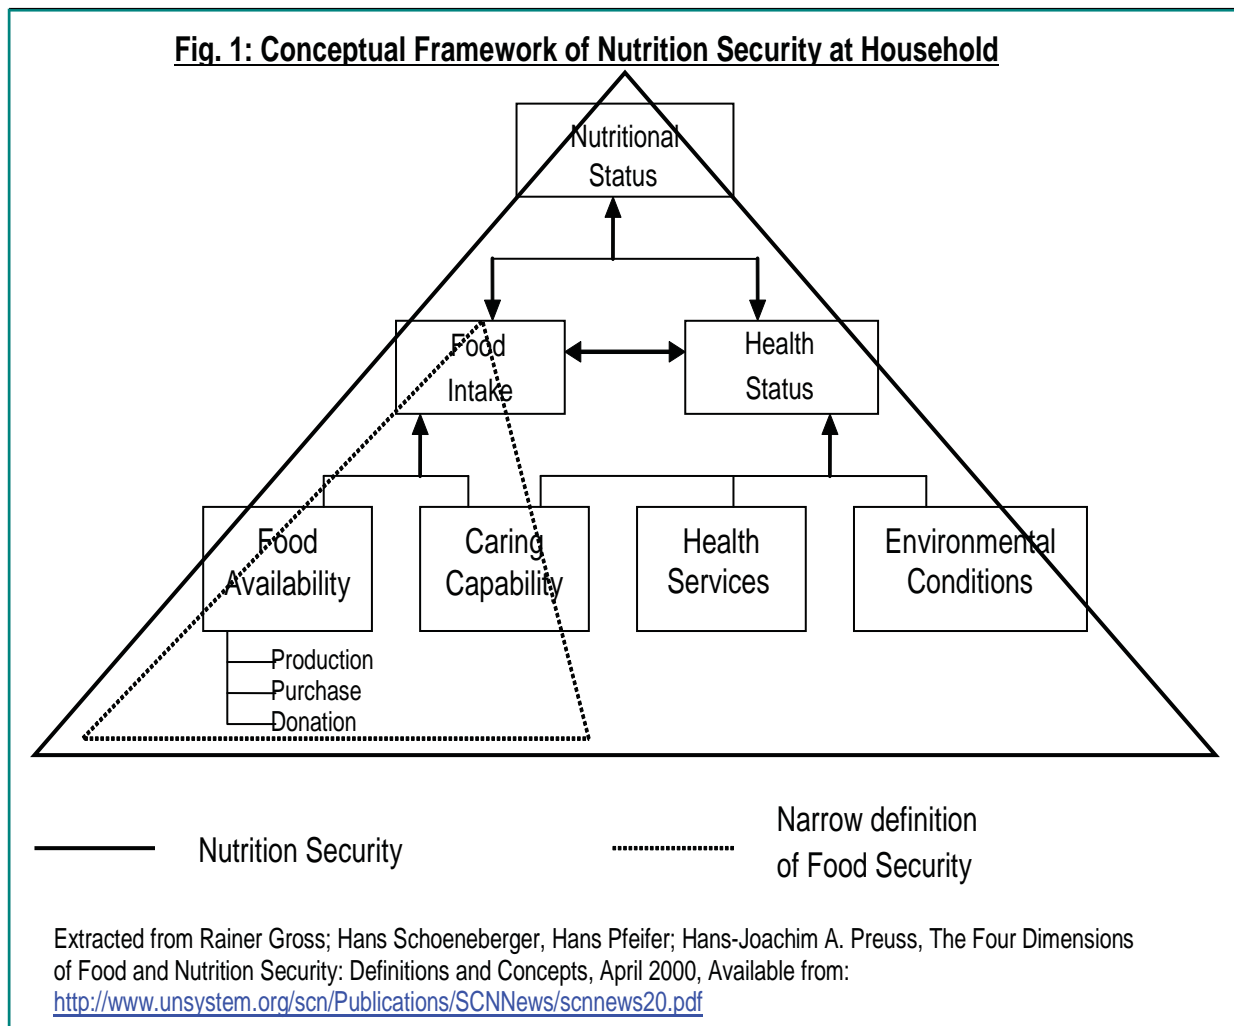 Fig. 1: Conceptual Framework of Nutrition Security at Household
Nutritional
Status
Food
Intake
Health
Status
Food
Availability
Caring
Capability
Health
Services
Environmental
Conditions
Production
Purchase
Donation
Nutrition Security
Narrow definition
of Food Security
Extracted from Rainer Gross; Hans Schoeneberger, Hans Pfeifer; Hans-Joachim A. Preuss, The Four Dimensions
of Food and Nutrition Security: Definitions and Concepts, April 2000, Available from:
http://www.unsystem.org/scn/Publications/SCNNews/scnnews20.pdf